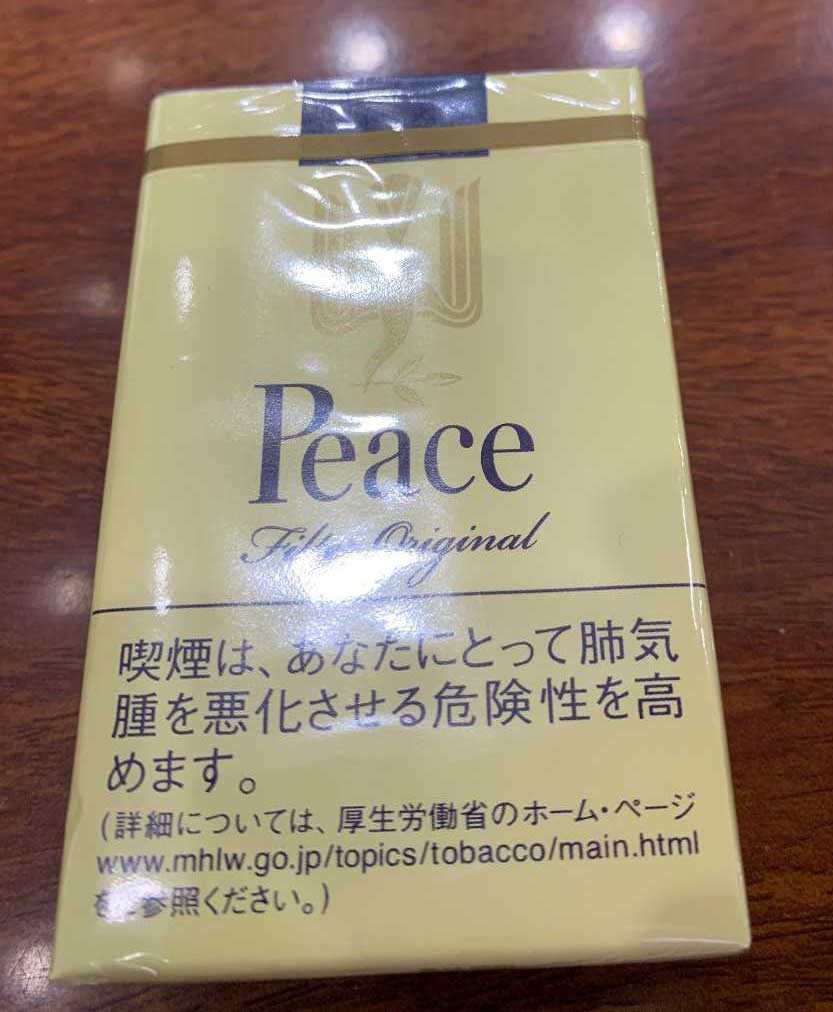 Peace
Filter Original
喫煙は、あなたにとって肺気
腫を悪化させる危険性を高
めます。
(詳細については、厚生労働省のホーム・ページ
www.mhlw.go.jp/topics/tobacco/main.html
をご参照ください。)